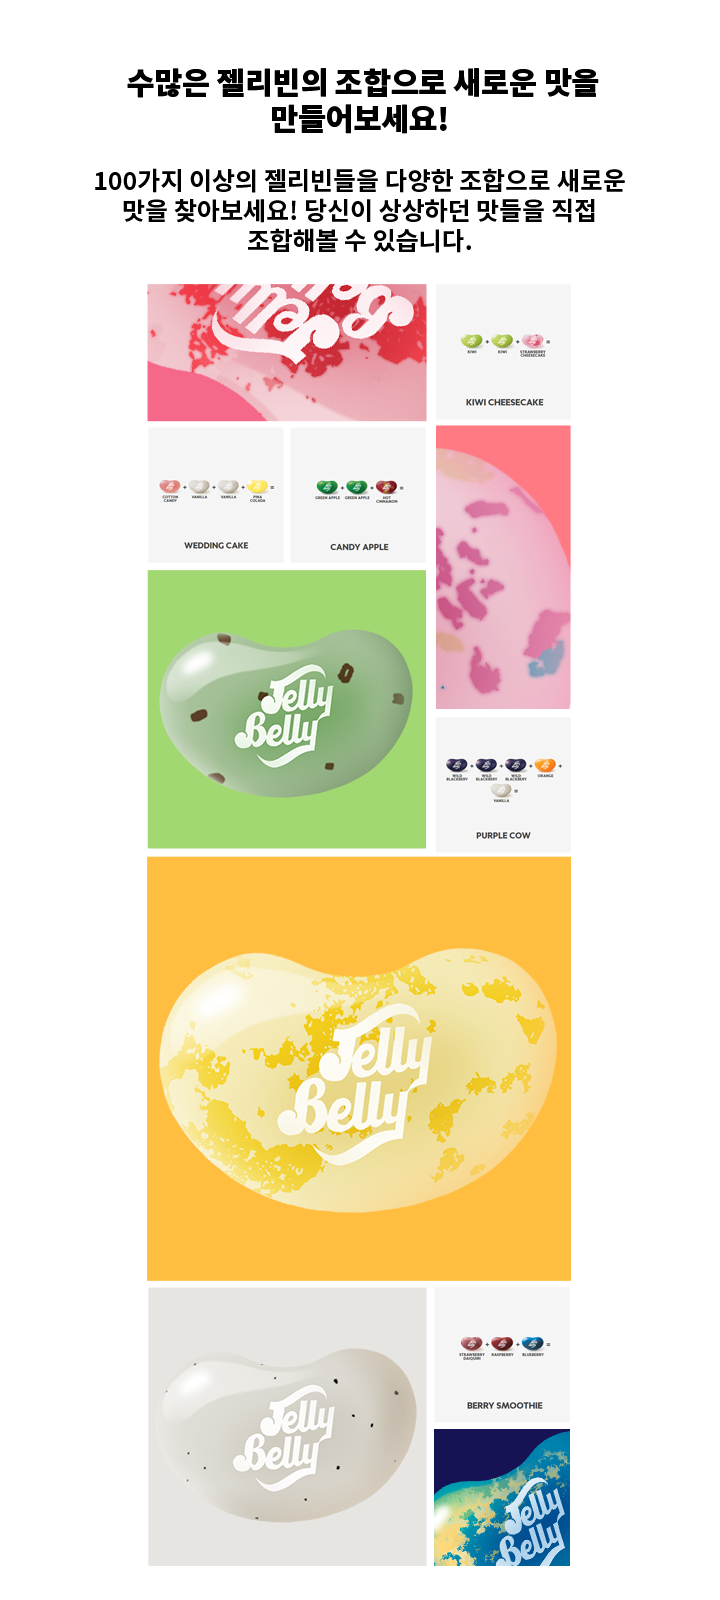 수많은 젤리빈의 조합으로 새로운 맛을
만들어보세요!
100가지 이상의 젤리빈들을 다양한 조합으로 새로운
맛을 찾아보세요! 당신이 상상하던 맛들을 직접
조합해볼 수 있습니다.
Jelly
Belly
KIWI + KIWI + STRAWBERRY CHEESECAKE =
KIWI CHEESECAKE
COTTON CANDY + VANILLA + VANILLA + PINA COLADA =
WEDDING CAKE
GREEN APPLE + GREEN APPLE + HOT CINNAMON =
CANDY APPLE
Jelly
Belly
WILD BLACKBERY + WILD BLACKBERY + WILD BLACKBERY + ORANGE +
VANILLA =
PURPLE COW
Jelly
Belly
Jelly
Belly
STRAWBERRY DAIQUIRI + RASPBERRY + BLUEBERRY =
BERRY SMOOTHIE
Jelly
Belly